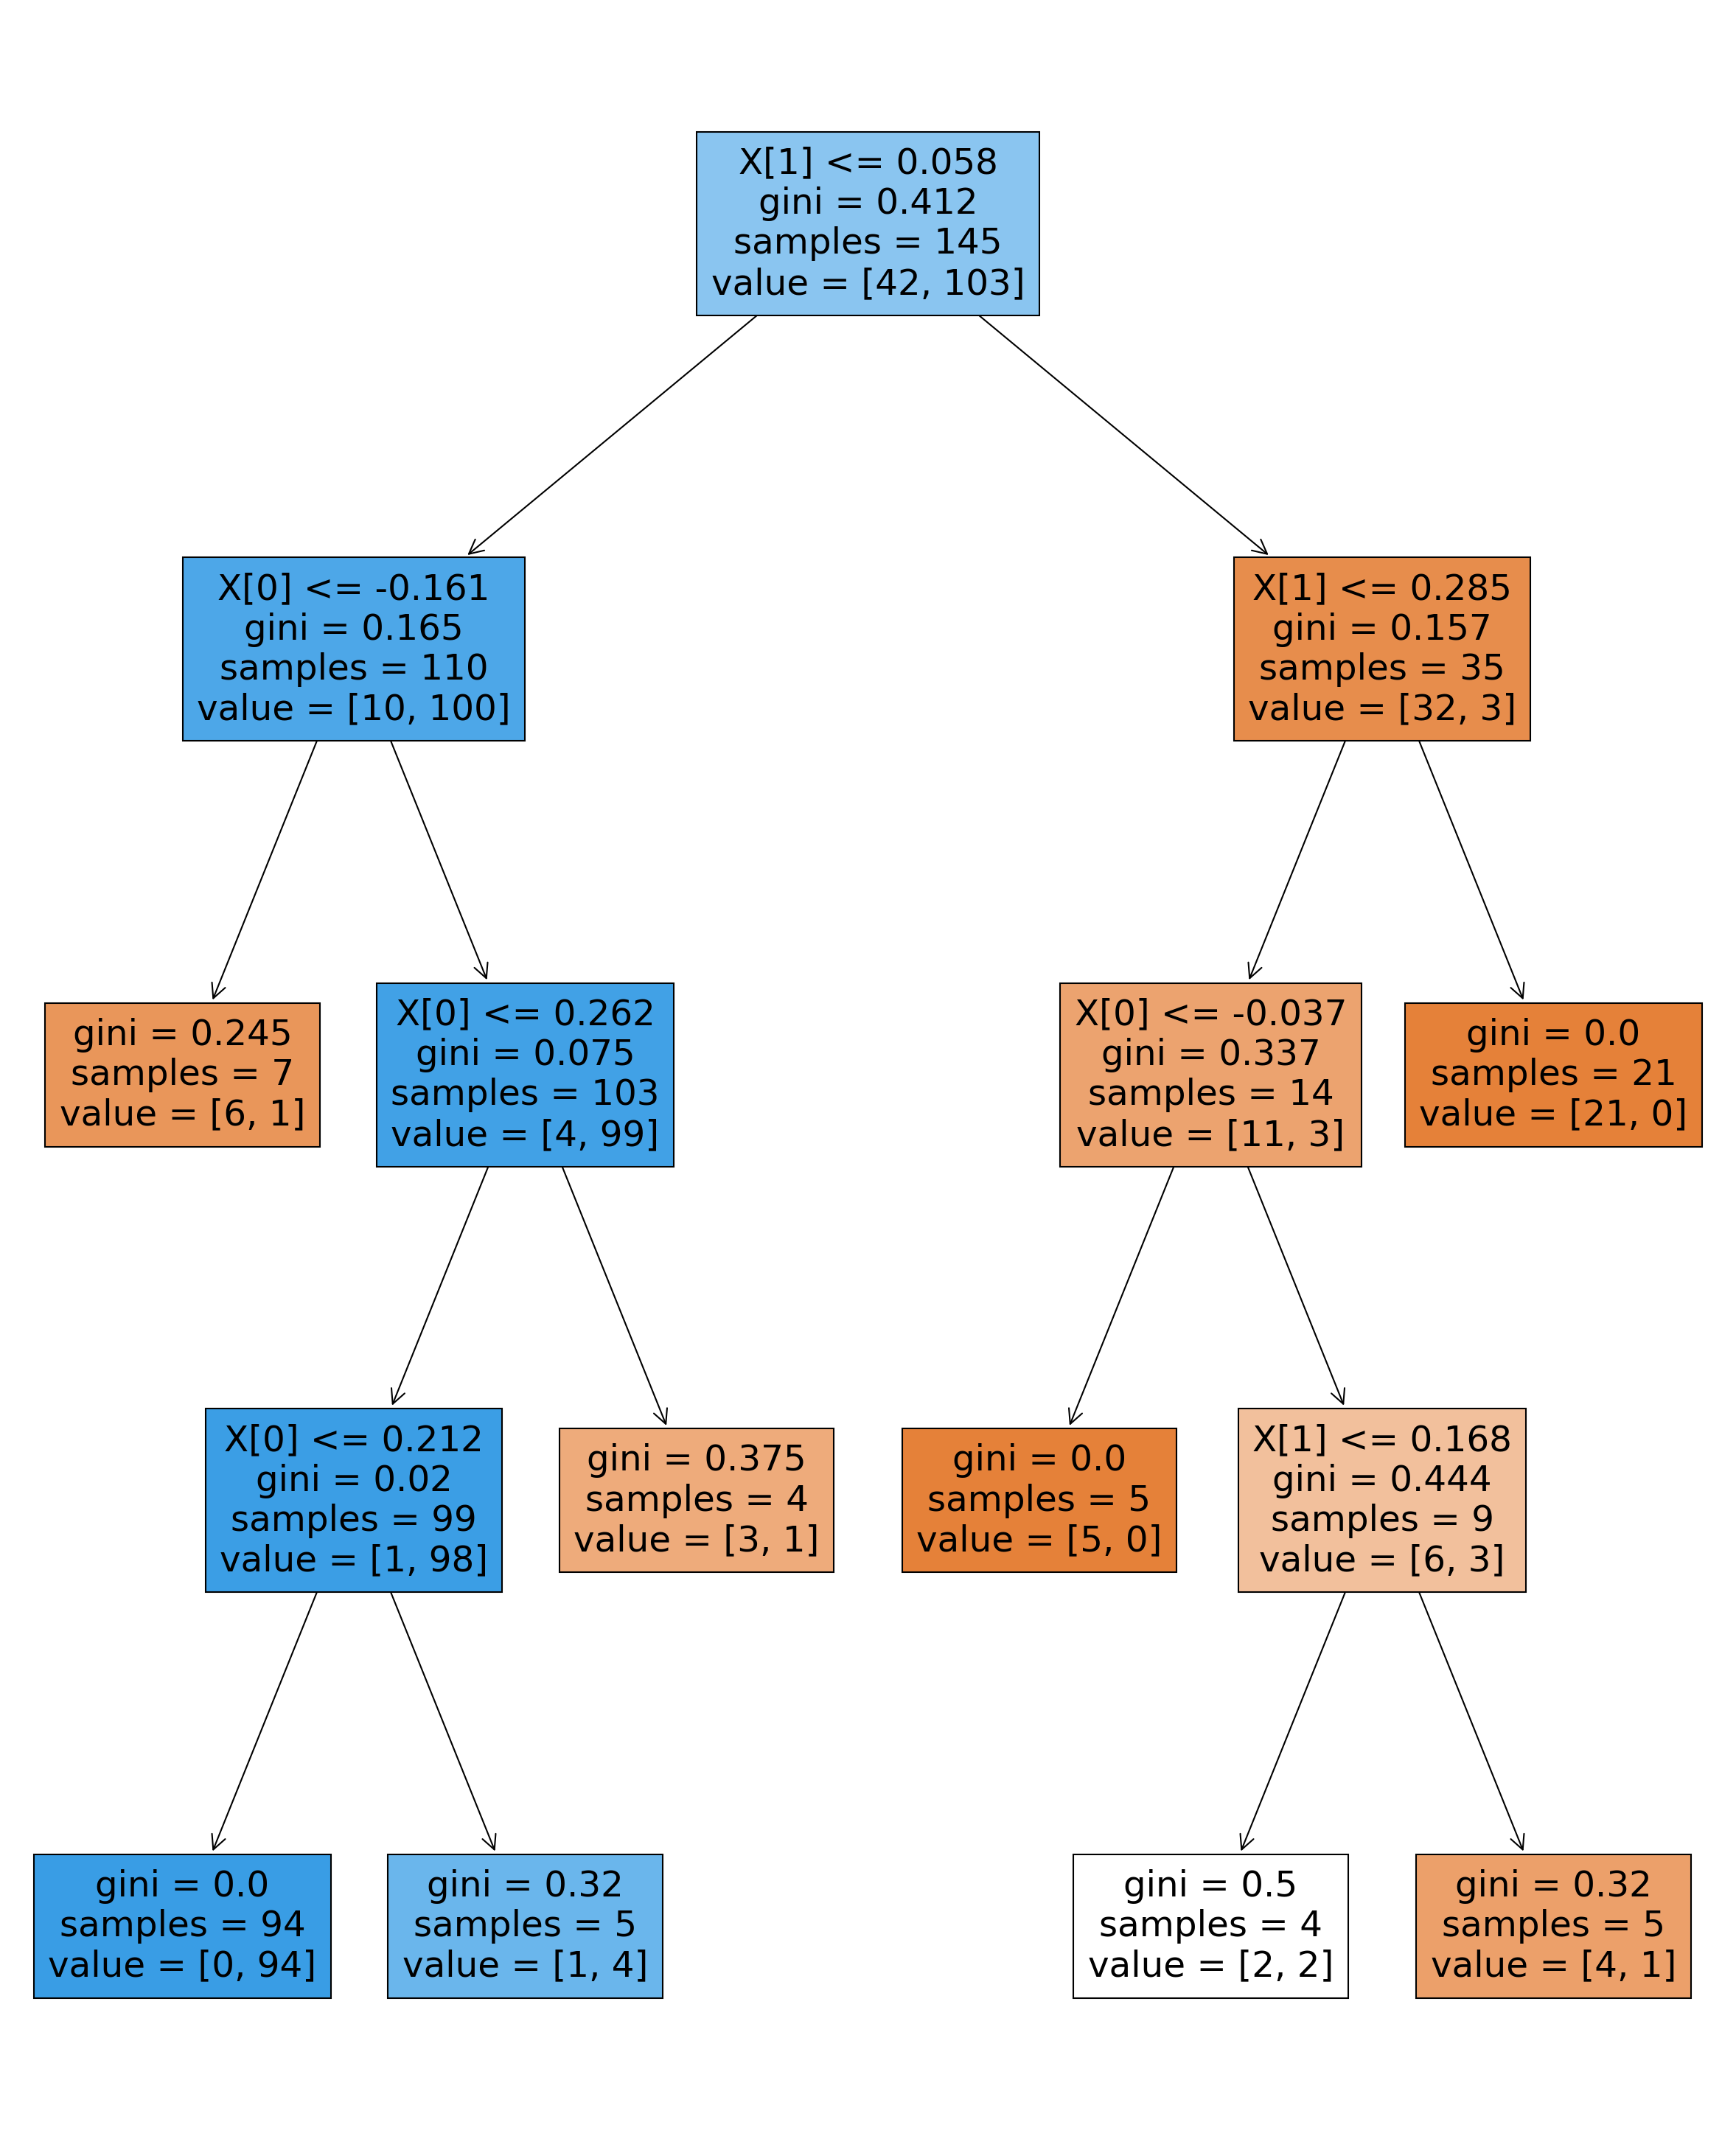 X[1] <= 0.058
gini = 0.412
samples = 145
value = [42, 103]
X[0] <= -0.161
gini = 0.165
samples = 110
value = [10, 100]
X[1] <= 0.285
gini = 0.157
samples = 35
value = [32, 3]
gini = 0.245
samples = 7
value = [6, 1]
X[0] <= 0.262
gini = 0.075
samples = 103
value = [4, 99]
X[0] <= -0.037
gini = 0.337
samples = 14
value = [11, 3]
gini = 0.0
samples = 21
value = [21, 0]
X[0] <= 0.212
gini = 0.02
samples = 99
value = [1, 98]
gini = 0.375
samples = 4
value = [3, 1]
gini = 0.0
samples = 5
value = [5, 0]
X[1] <= 0.168
gini = 0.444
samples = 9
value = [6, 3]
gini = 0.0
samples = 94
value = [0, 94]
gini = 0.32
samples = 5
value = [1, 4]
gini = 0.5
samples = 4
value = [2, 2]
gini = 0.32
samples = 5
value = [4, 1]